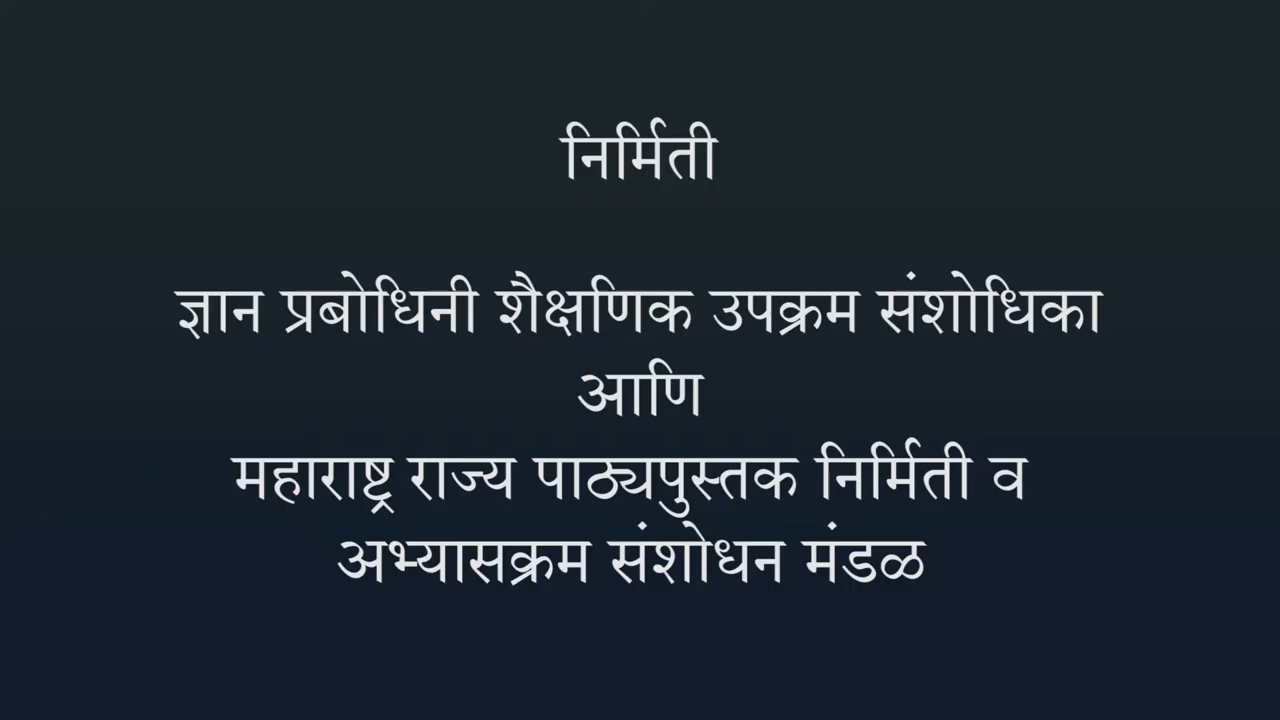 निर्मिती
ज्ञान प्रबोधिनी शैक्षणिक उपक्रम संशोधिका
आणि
महाराष्ट्र राज्य पाठ्यपुस्तक निर्मिती व
अभ्यासक्रम संशोधन मंडळ